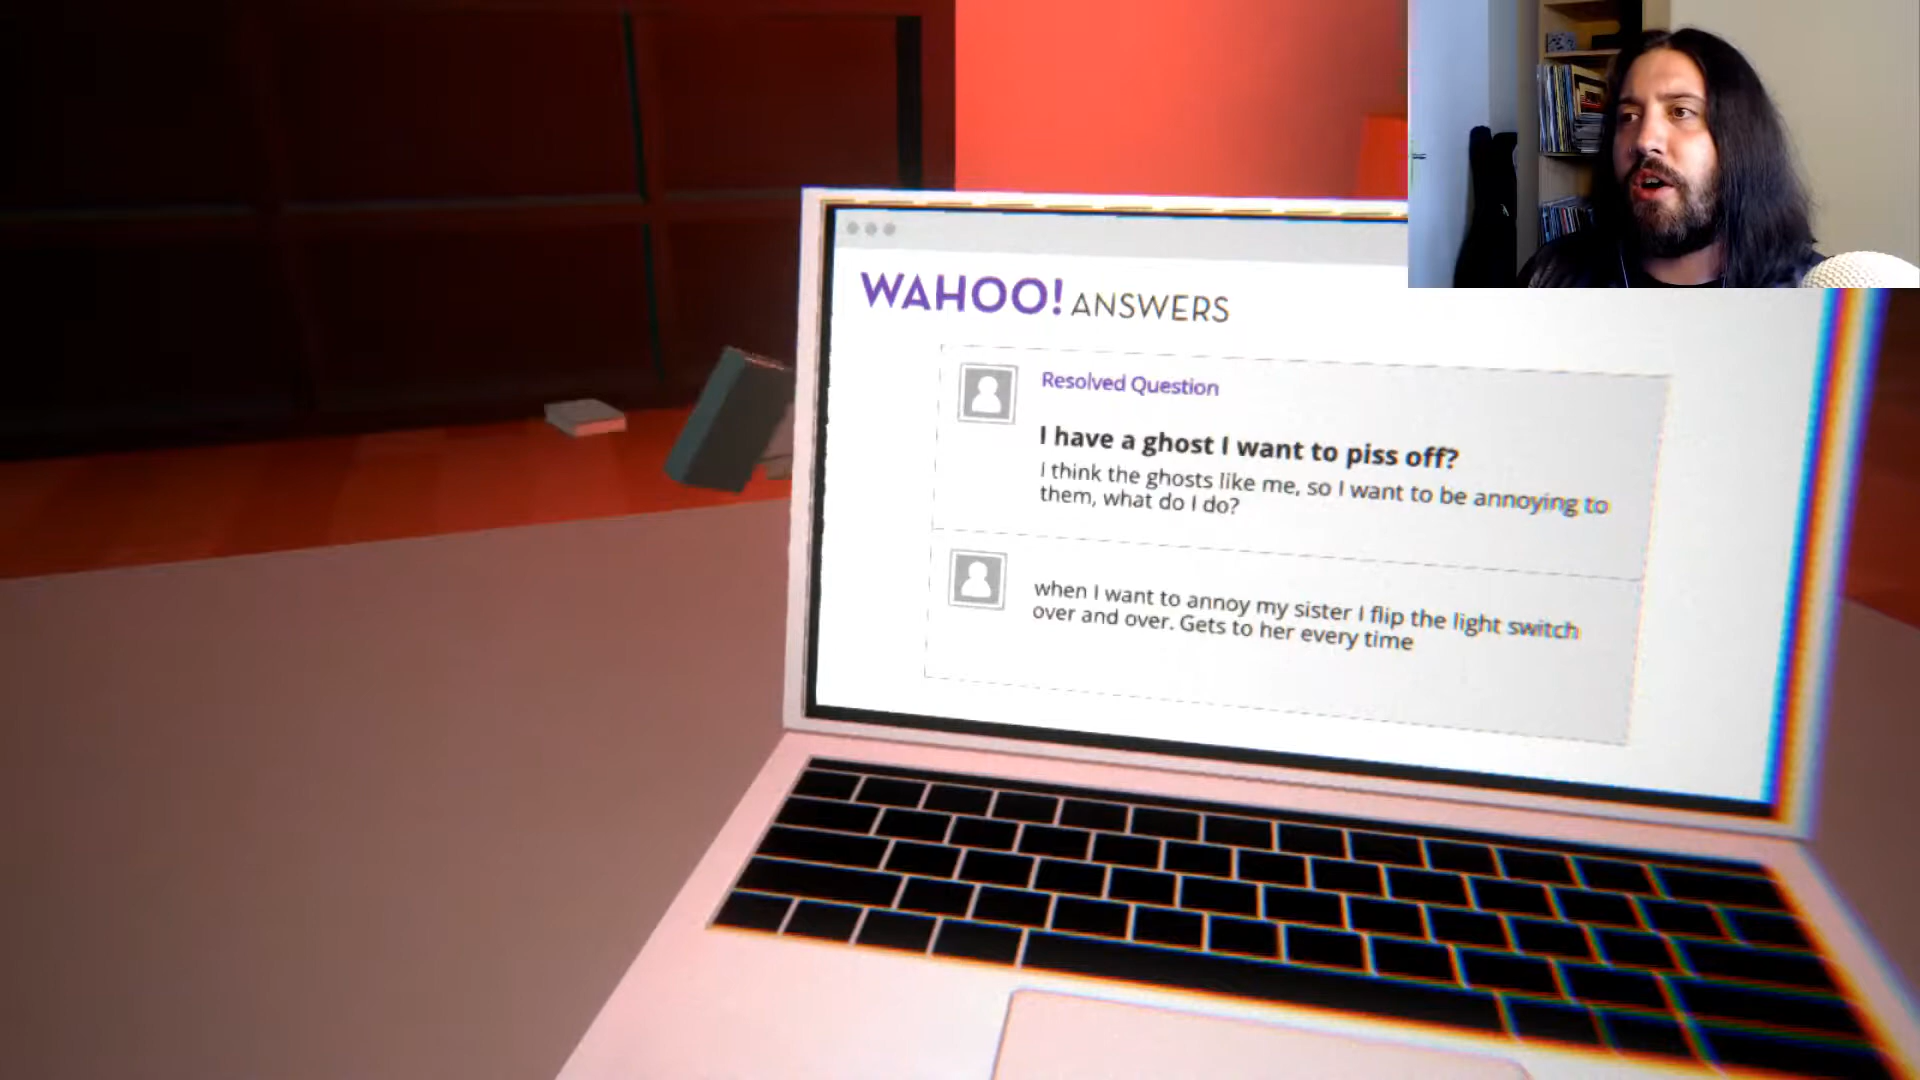 WAHOO! ANSWERS
Resolved Question
I have a ghost I want to piss off?
I think the ghosts like me, so I want to be annoying to
them, what do I do?
when I want to annoy my sister I flip the light switch
over and over. Gets to her every time